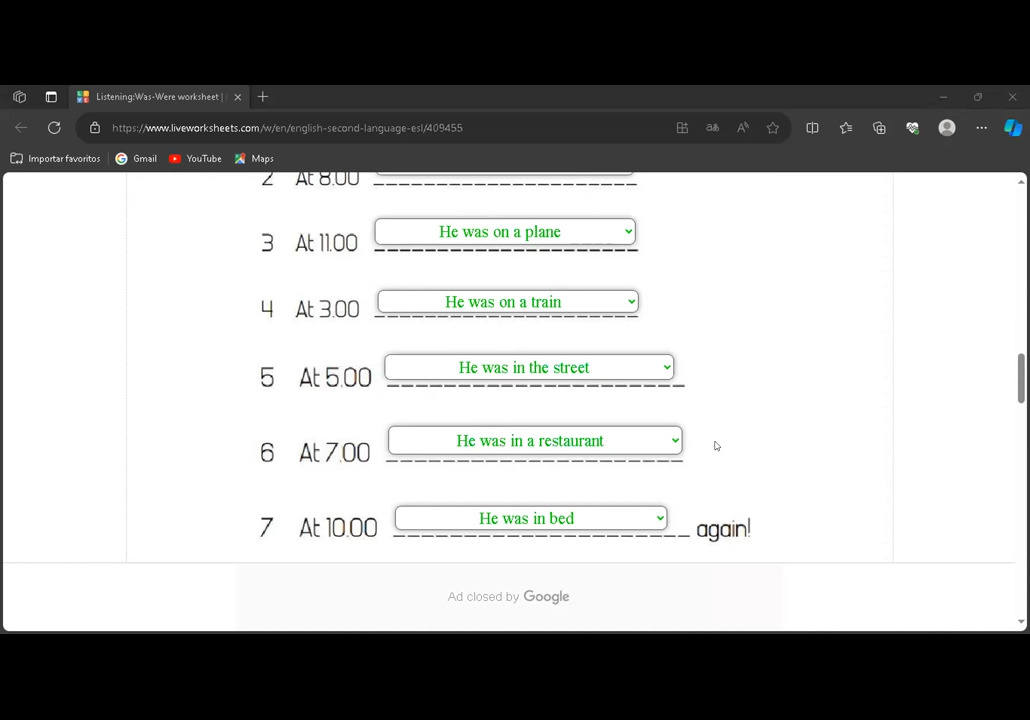 Listening:Was-Were worksheet |
https://www.liveworksheets.com/w/en/english-second-language-esl/409455
Importar favoritos Gmail YouTube Maps
2 At 8.00
3 At 11.00 He was on a plane
4 At 3.00 He was on a train
5 At 5.00 He was in the street
6 At 7.00 He was in a restaurant
7 At 10.00 He was in bed again!
Ad closed by Google